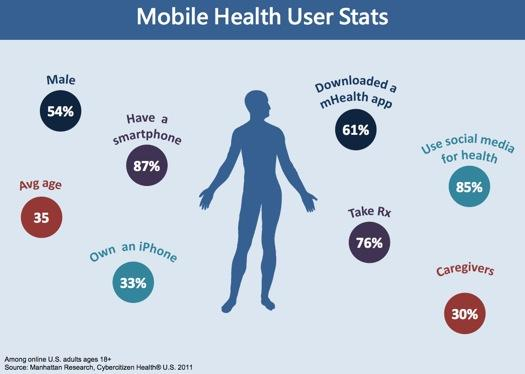 Mobile Health User Stats
Male
54%
Have a
smartphone
87%
Avg age
35
Own an iPhone
33%
Downloaded a
mHealth app
61%
Use social media
for health
85%
Take Rx
76%
Caregivers
30%
Among online U.S. adults ages 18+
Source: Manhattan Research, Cybercitizen Health® U.S. 2011